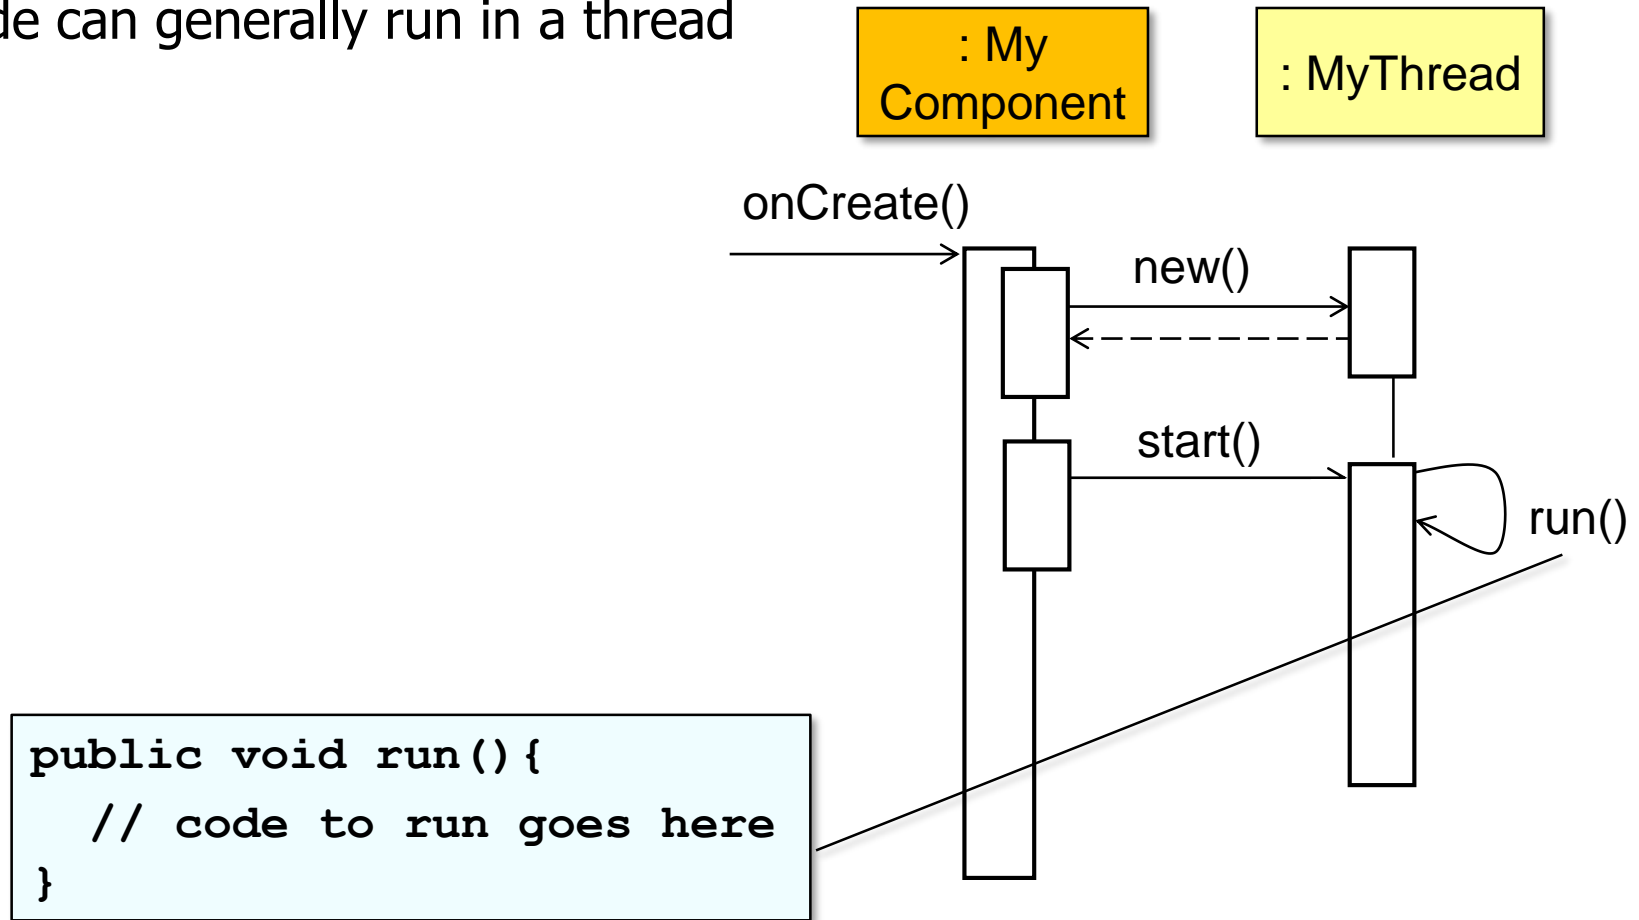 de can generally run in a thread
: My
Component
: MyThread
onCreate()
new()
start()
run()
public void run(){
// code to run goes here
}